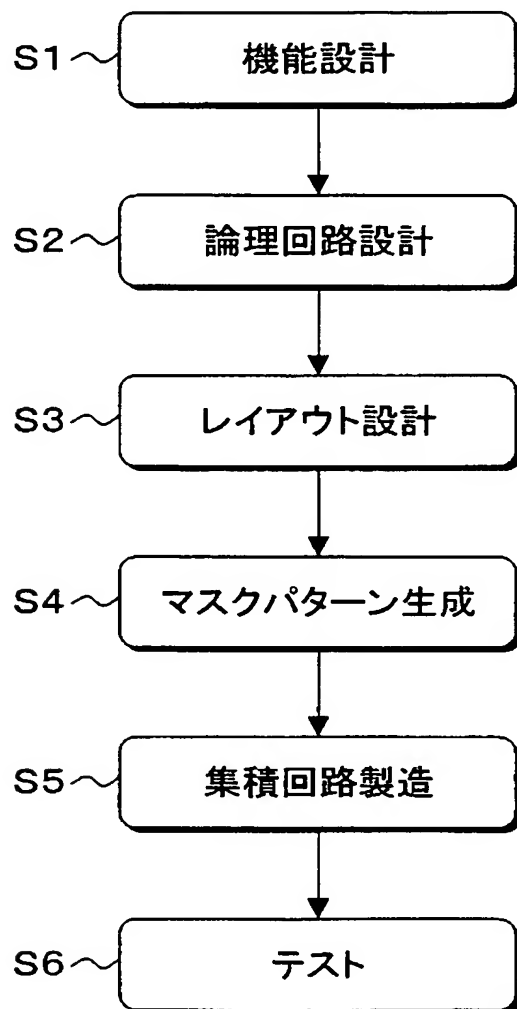 S1 機能設計
S2 論理回路設計
S3 レイアウト設計
S4 マスクパターン生成
S5 集積回路製造
S6 テスト